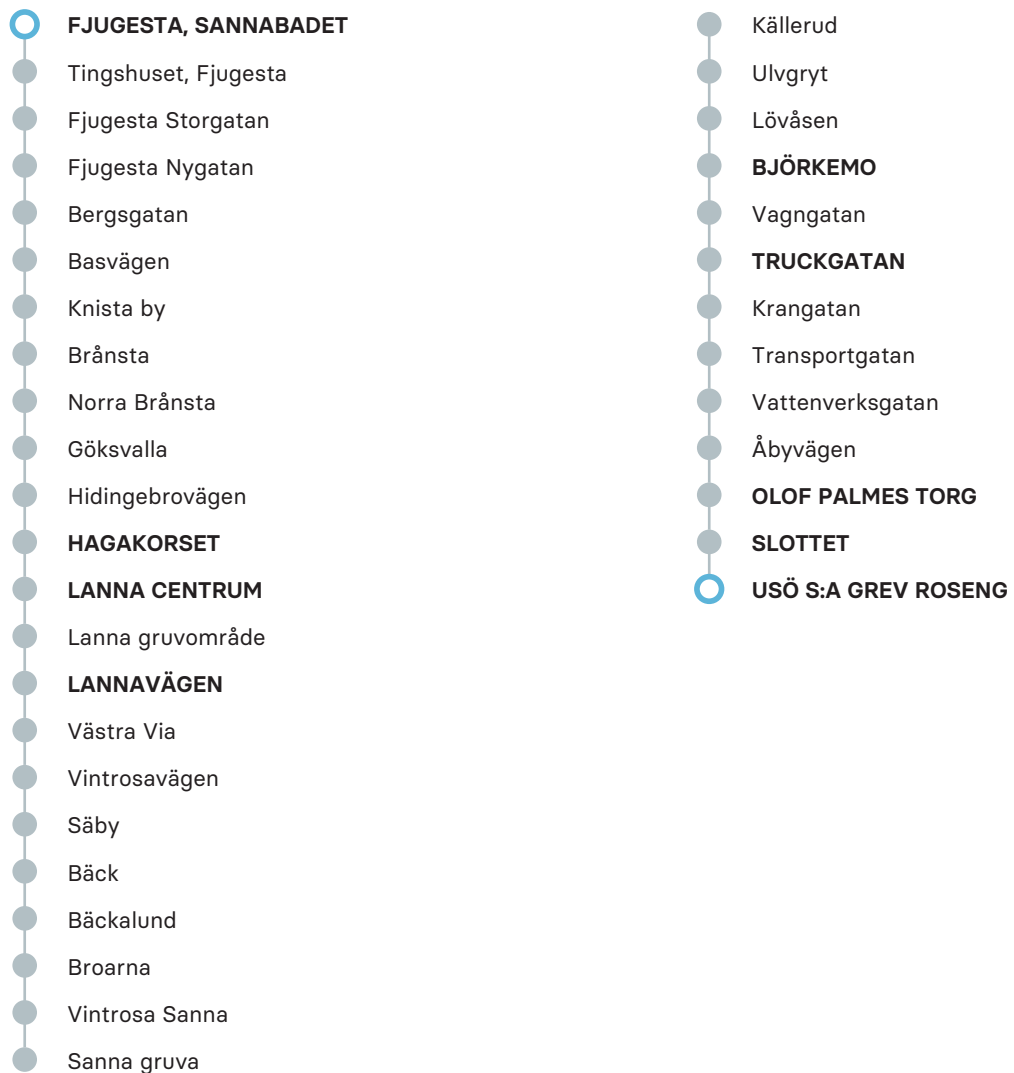 FJUGESTA, SANNABADET
Tingshuset, Fjugesta
Fjugesta Storgatan
Fjugesta Nygatan
Bergsgatan
Basvägen
Knista by
Brånsta
Norra Brånsta
Göksvalla
Hidingebrovägen
HAGAKORSET
LANNA CENTRUM
Lanna gruvområde
LANNAVÄGEN
Västra Via
Vintrosavägen
Säby
Bäck
Bäckalund
Broarna
Vintrosa Sanna
Sanna gruva
Källerud
Ulvgryt
Lövåsen
BJÖRKEMO
Vagngatan
TRUCKGATAN
Krangatan
Transportgatan
Vattenverksgatan
Åbyvägen
OLOF PALMES TORG
SLOTTET
USÖ S:A GREV ROSENG